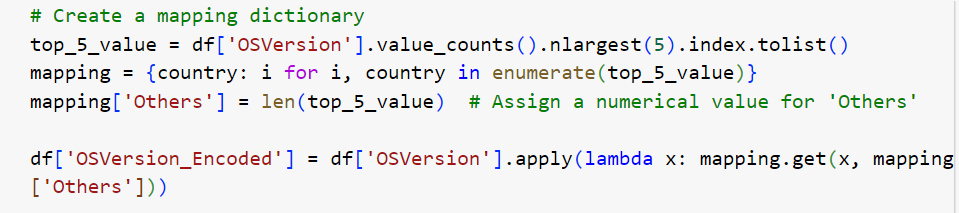 # Create a mapping dictionary
top_5_value = df['OSVersion'].value_counts().nlargest(5).index.tolist()
mapping = {country: i for i, country in enumerate(top_5_value)}
mapping['Others'] = len(top_5_value)  # Assign a numerical value for 'Others'
df['OSVersion_Encoded'] = df['OSVersion'].apply(lambda x: mapping.get(x, mapping
['Others']))